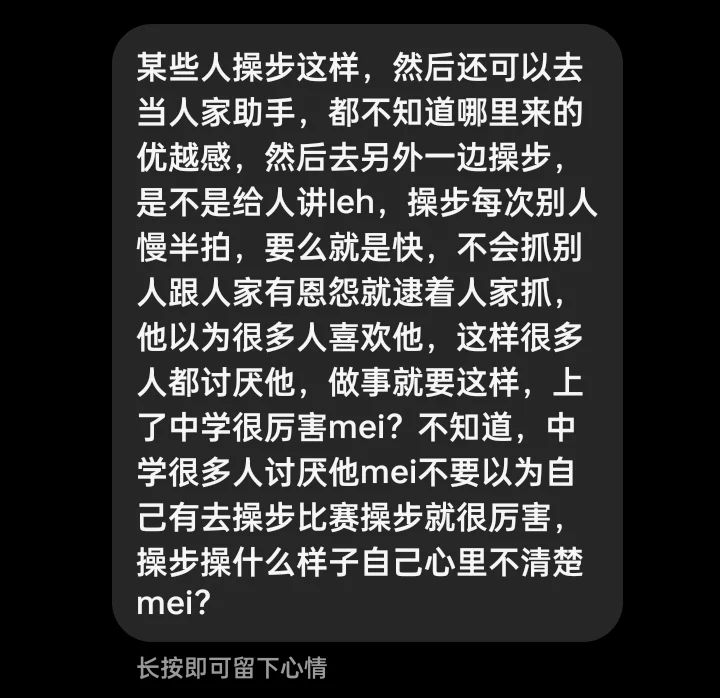 某些人操步这样，然后还可以去
当人家助手，都不知道哪里来的
优越感，然后去另外一边操步，
是不是给人讲leh，操步每次别人
慢半拍，要么就是快，不会抓别
人跟人家有恩怨就逮着人家抓，
他以为很多人喜欢他，这样很多
人都讨厌他，做事就要这样，上
了中学很厉害mei？不知道，中
学很多人讨厌他mei不要以为自
己有去操步比赛操步就很厉害，
操步操什么样子自己心里不清楚
mei？
长按即可留下心情